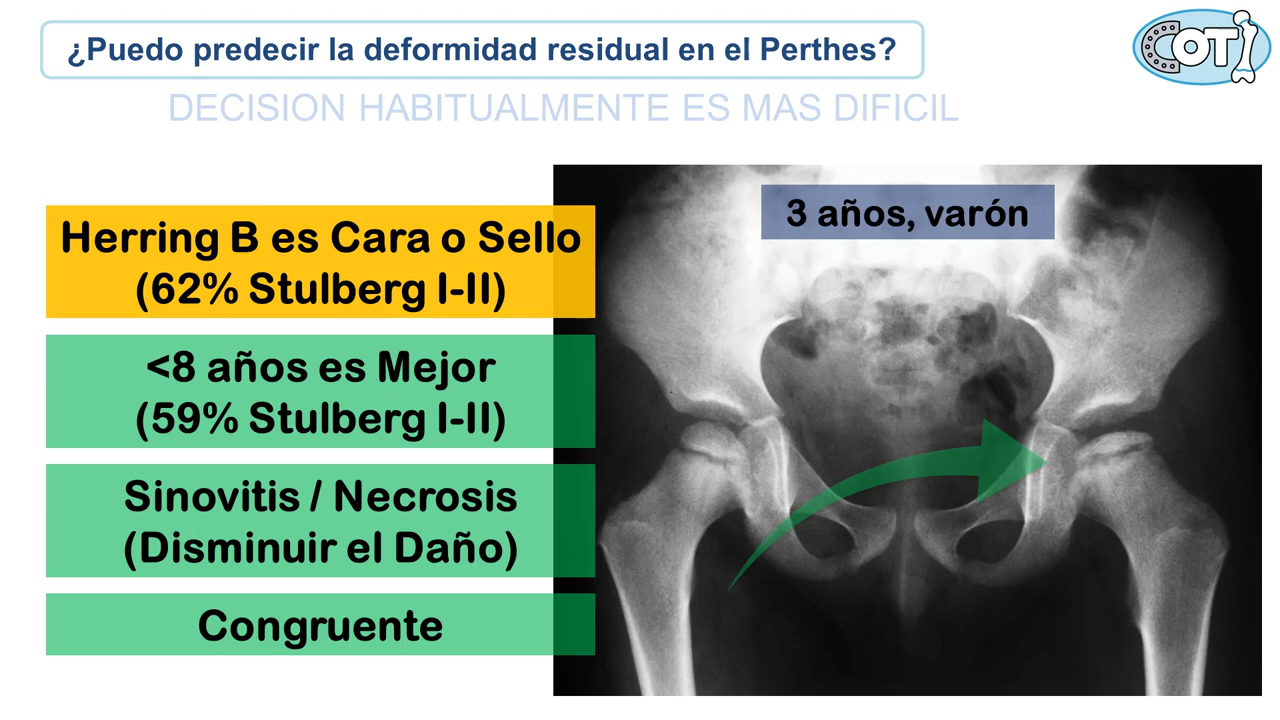 ¿Puedo predecir la deformidad residual en el Perthes?
COTI
DECISION HABITUALMENTE ES MAS DIFICIL
3 años, varón
Herring B es Cara o Sello
(62% Stulberg I-II)
<8 años es Mejor
(59% Stulberg I-II)
Sinovitis / Necrosis
(Disminuir el Daño)
Congruente